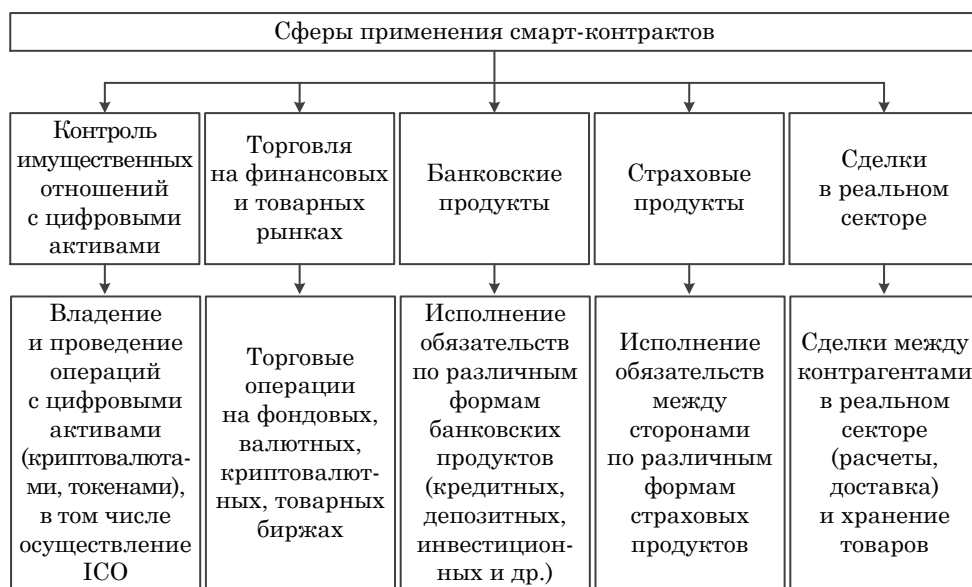 Сферы применения смарт-контрактов
Контроль
имущественных
отношений
с цифровыми
активами
Торговля
на финансовых
и товарных
рынках
Банковские
продукты
Страховые
продукты
Сделки
в реальном
секторе
Владение
и проведение
операций
с цифровыми
активами
(криптовалюта-
ми, токенами),
в том числе
осуществление
ICO
Торговые
операции
на фондовых,
валютных,
криптовалют-
ных, товарных
биржах
Исполнение
обязательств
по различным
формам
банковских
продуктов
(кредитных,
депозитных,
инвестицион-
ных и др.)
Исполнение
обязательств
между
сторонами
по различным
формам
страховых
продуктов
Сделки между
контрагентами
в реальном
секторе
(расчеты,
доставка)
и хранение
товаров